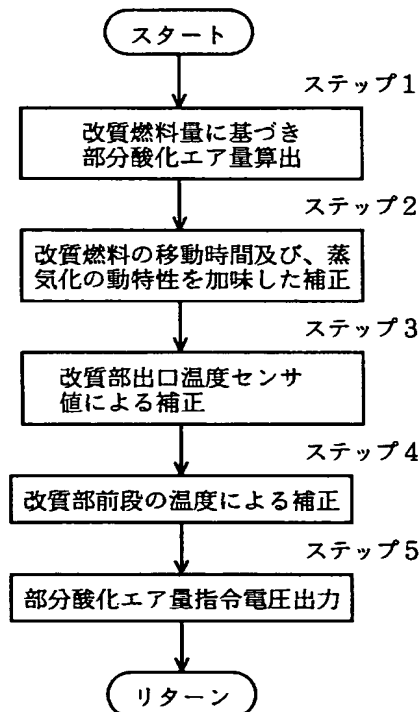 スタート
ステップ1
改質燃料量に基づき
部分酸化エア量算出
ステップ2
改質燃料の移動時間及び、蒸
気化の動特性を加味した補正
ステップ3
改質部出口温度センサ
値による補正
ステップ4
改質部前段の温度による補正
ステップ5
部分酸化エア量指令電圧出力
リターン